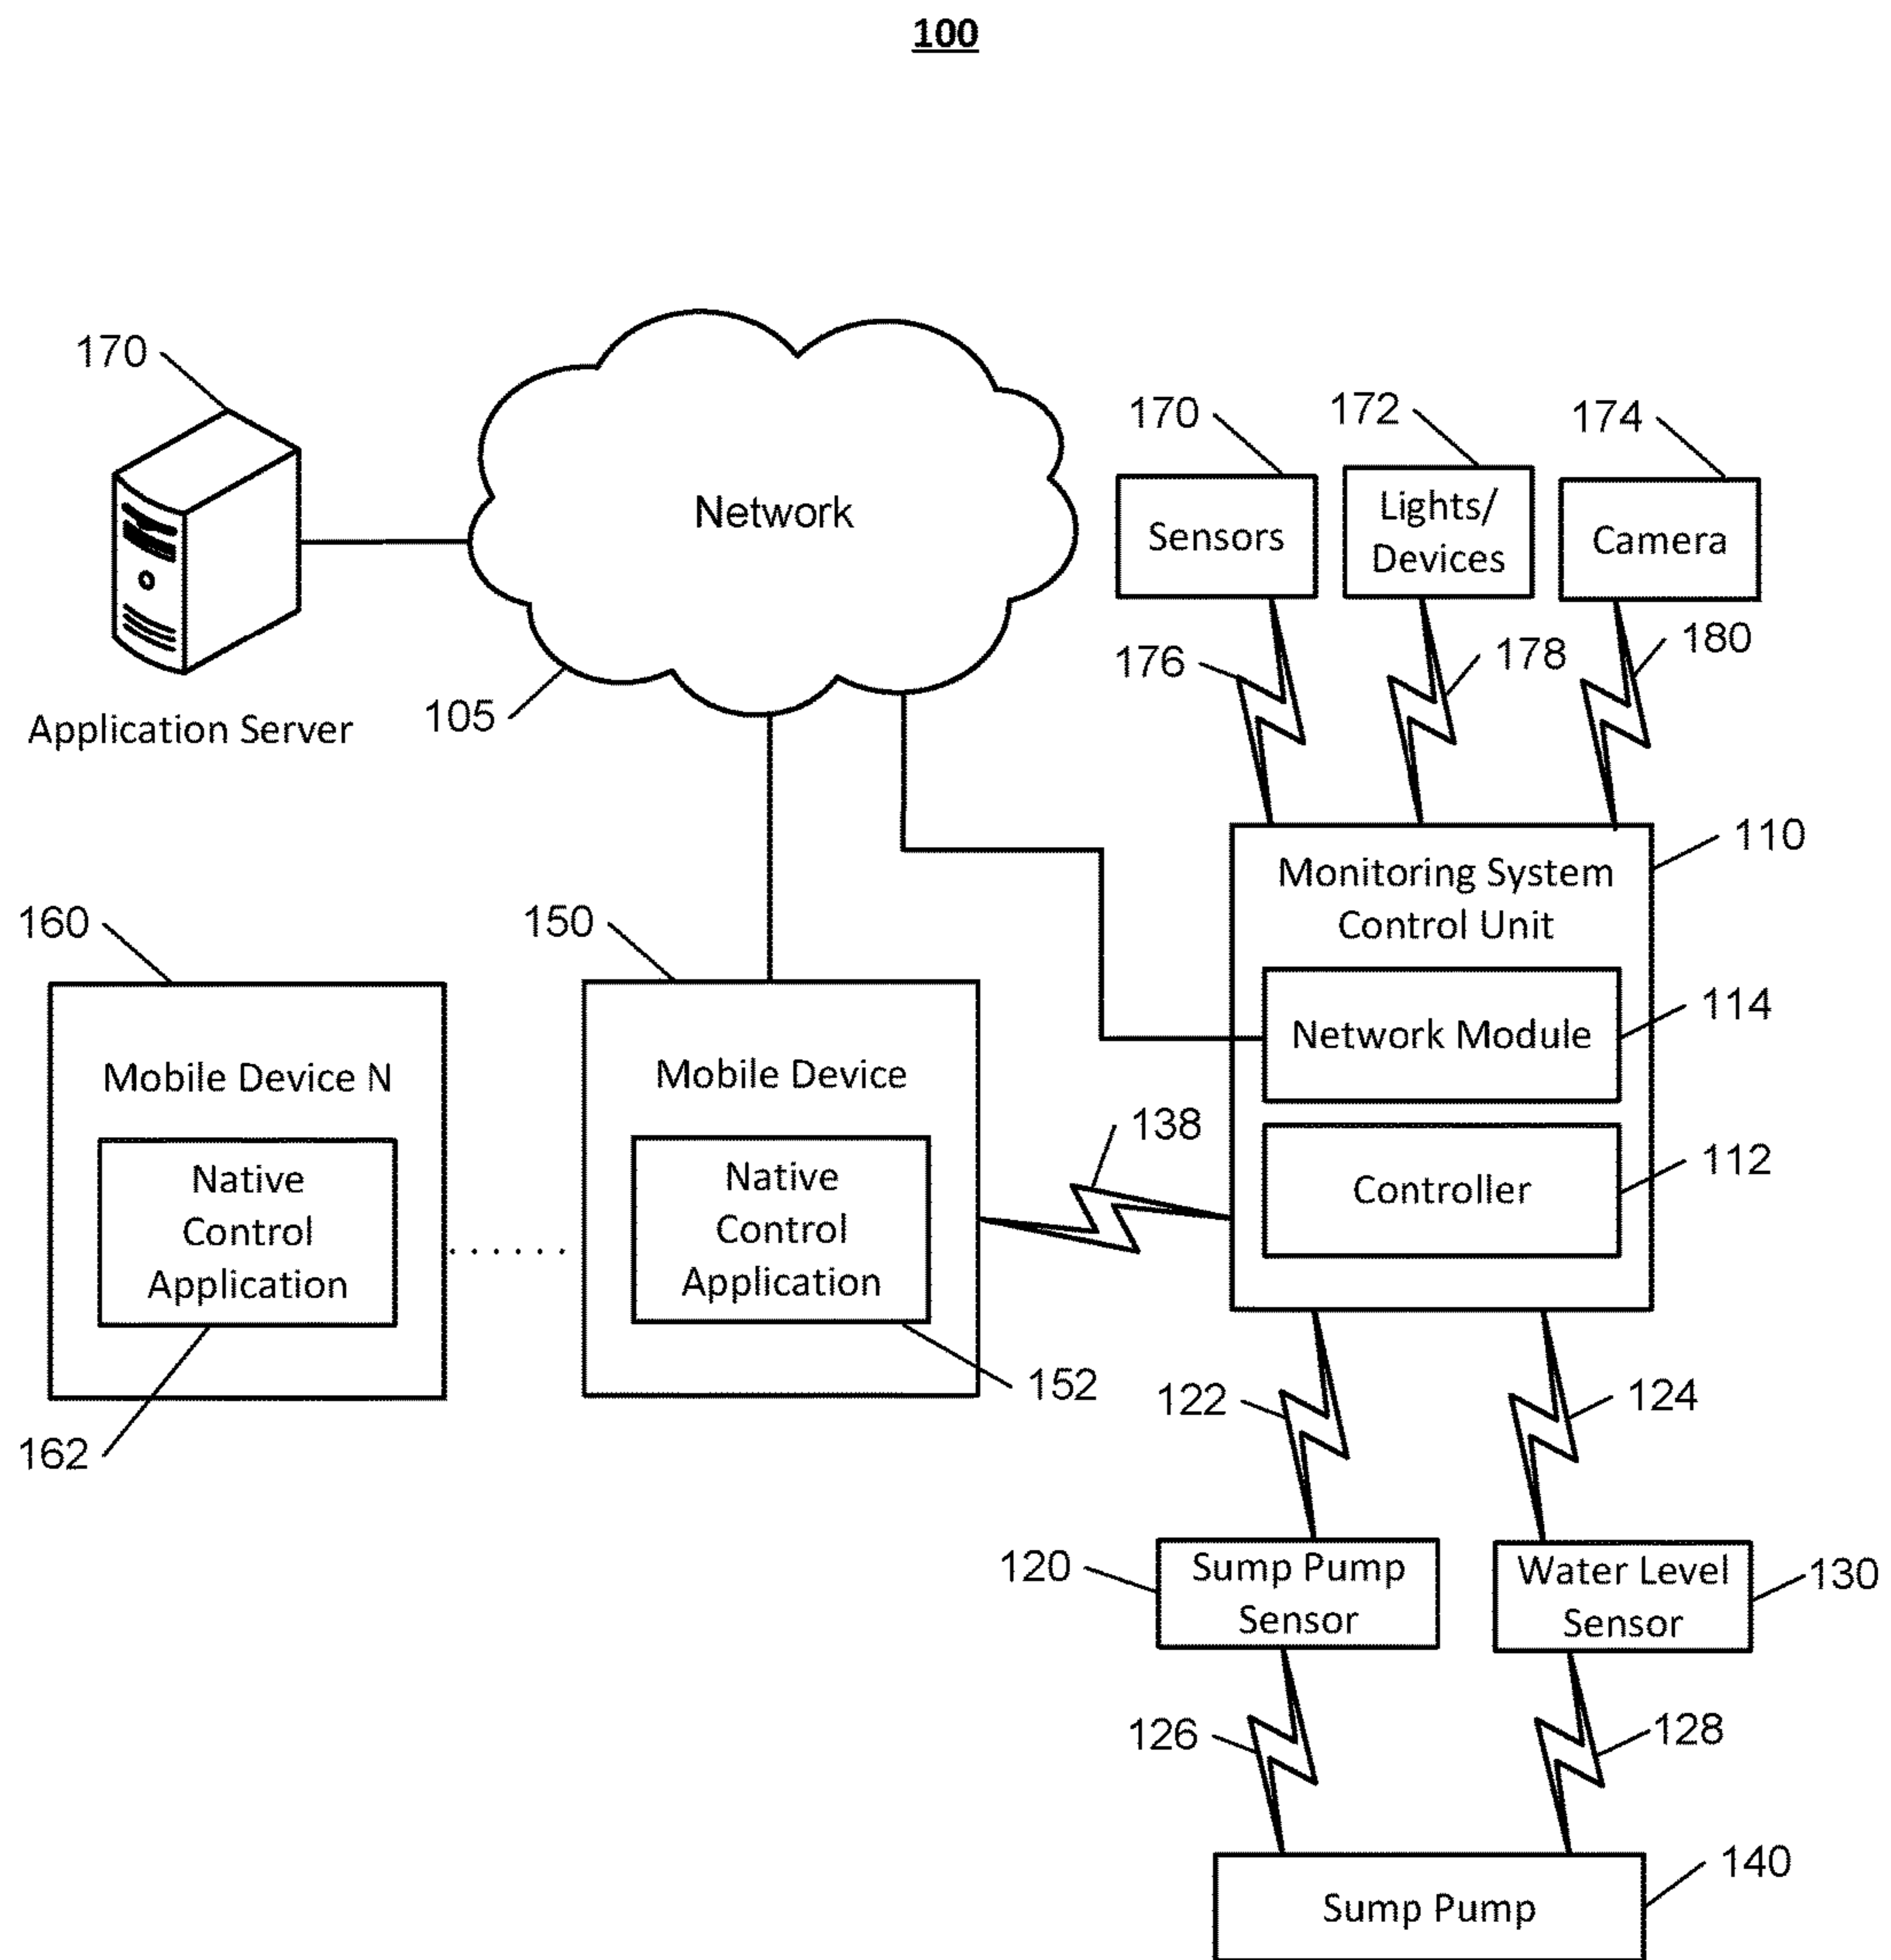 100
170
Application Server
Network
105
170
172
174
Sensors
Lights/
Devices
Camera
176
178
180
110
Monitoring System
Control Unit
114
Network Module
112
Controller
160
Mobile Device N
Native
Control
Application
162
......
150
Mobile Device
Native
Control
Application
152
138
122
124
120
Sump Pump
Sensor
Water Level
Sensor
130
126
128
140
Sump Pump